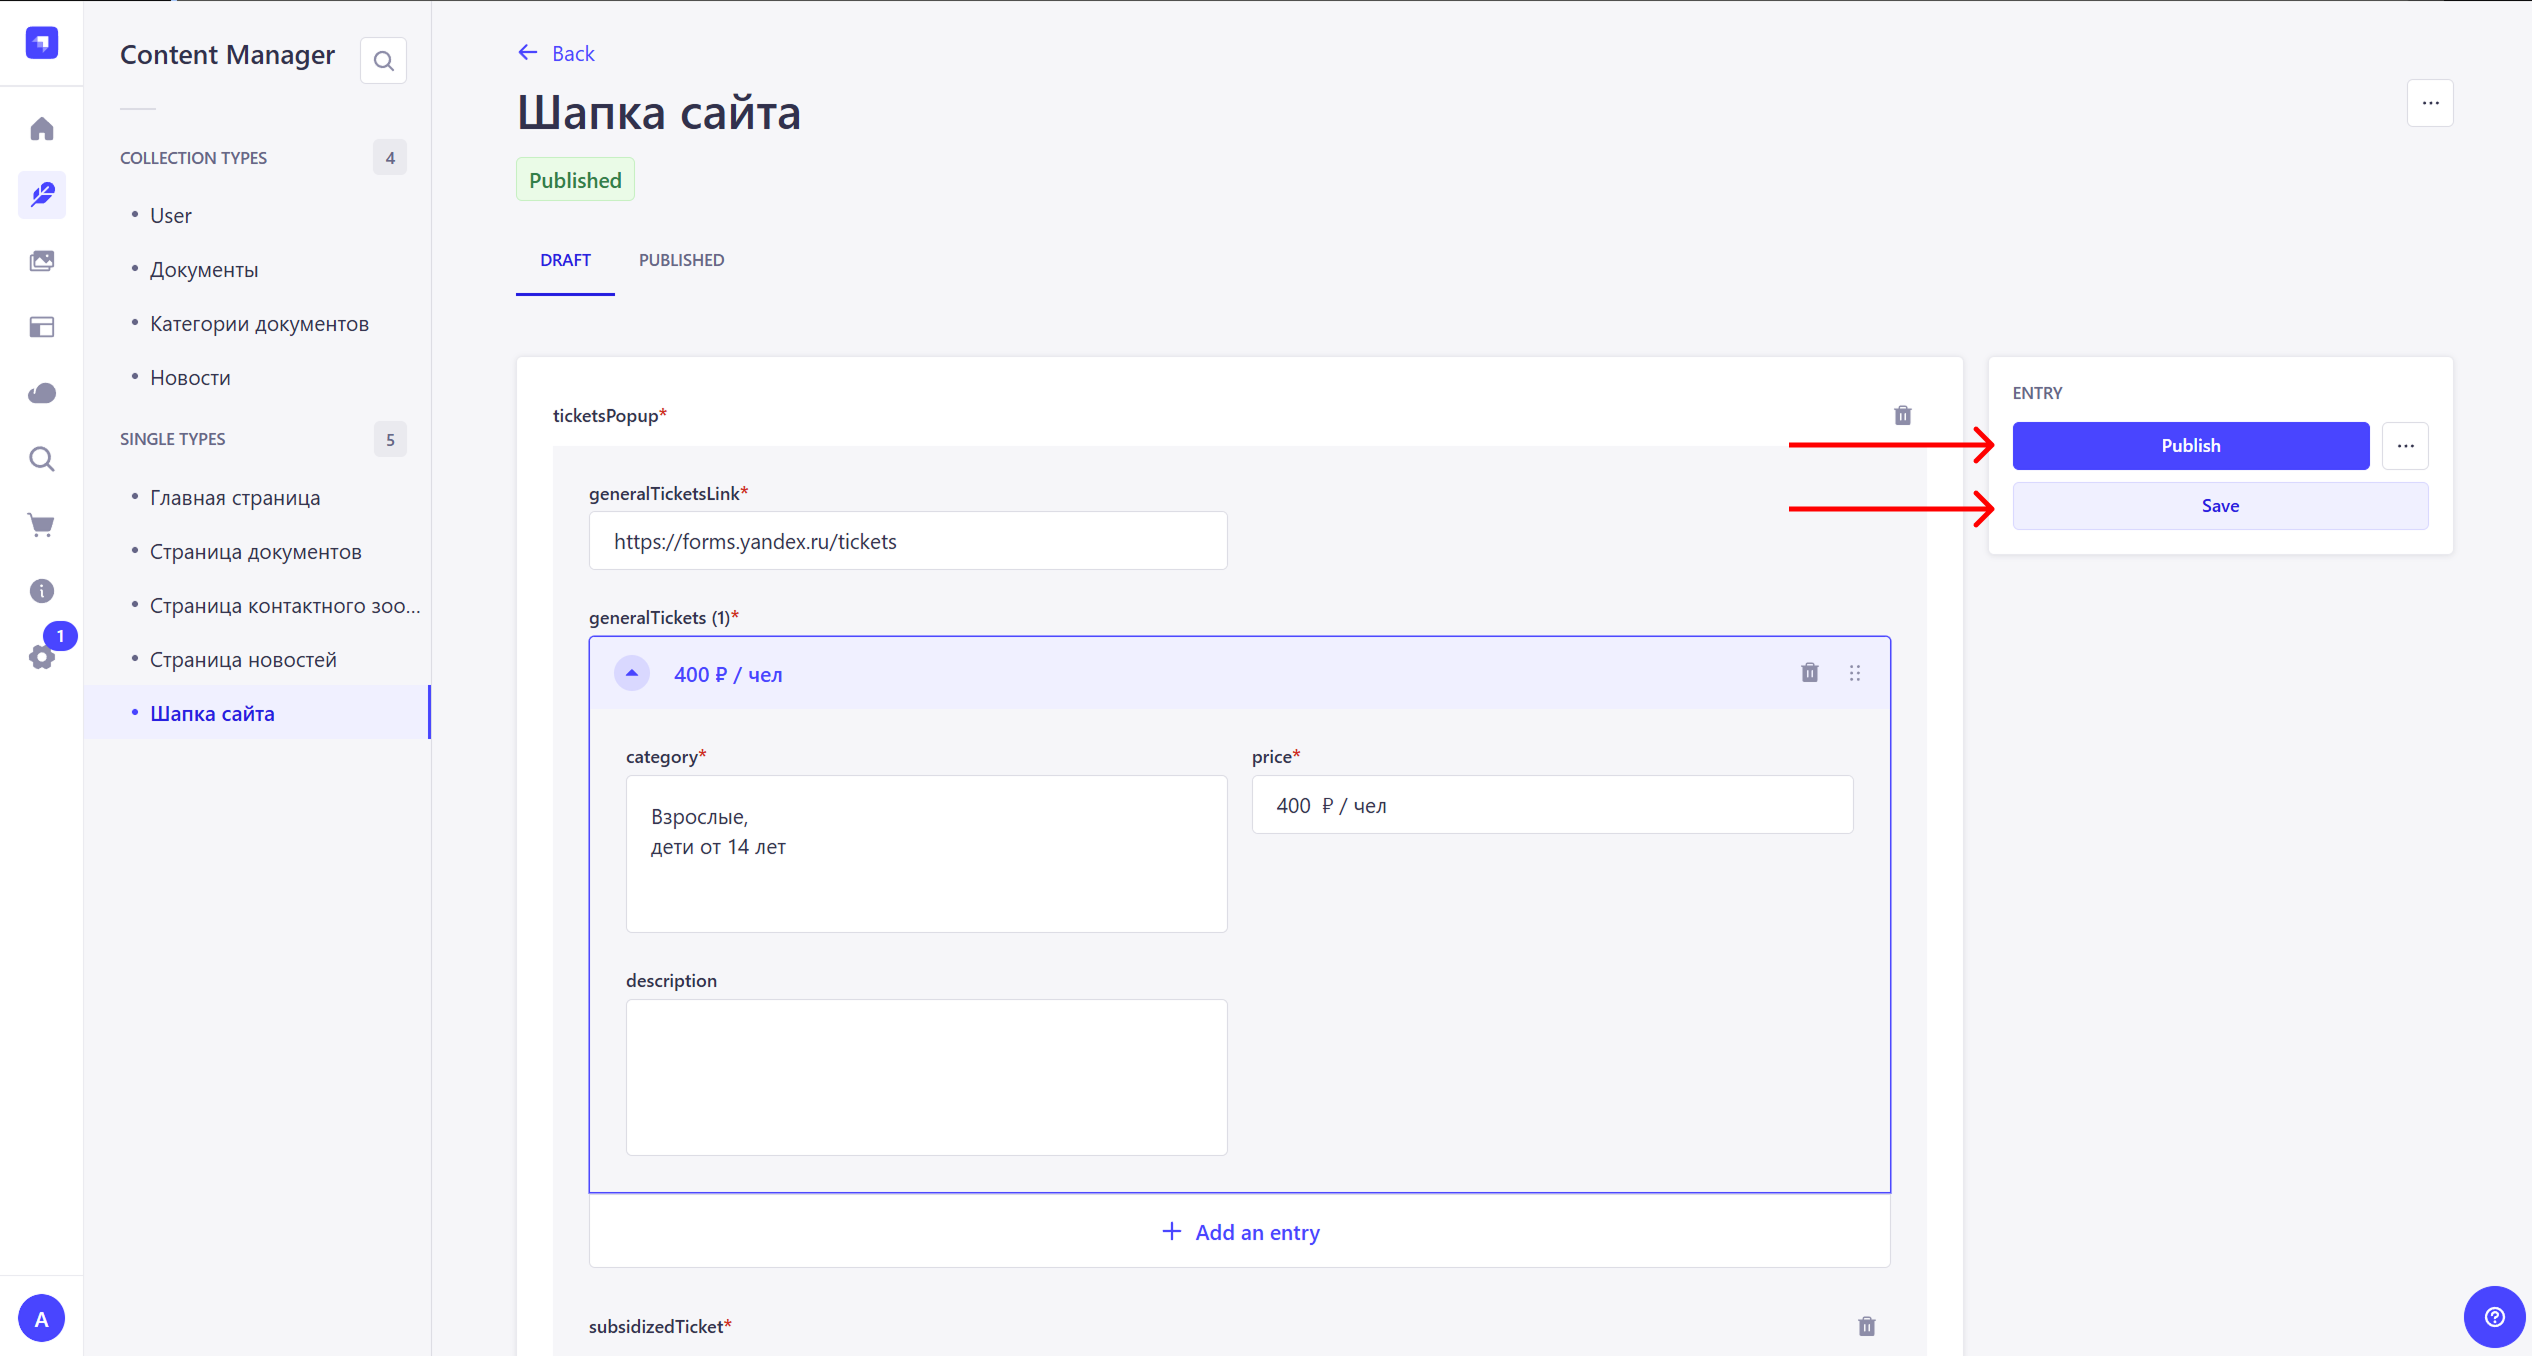 Content Manager
COLLECTION TYPES 4
User
Документы
Категории документов
Новости
SINGLE TYPES 5
Главная страница
Страница документов
Страница контактного зоо...
Страница новостей
Шапка сайта
1
A
Back
Шапка сайта
Published
DRAFT PUBLISHED
ticketsPopup*
generalTicketsLink*
https://forms.yandex.ru/tickets
generalTickets (1)*
400 ₽ / чел
category*
Взрослые,
дети от 14 лет
price*
400 ₽ / чел
description
+ Add an entry
subsidizedTicket*
ENTRY
Publish
Save